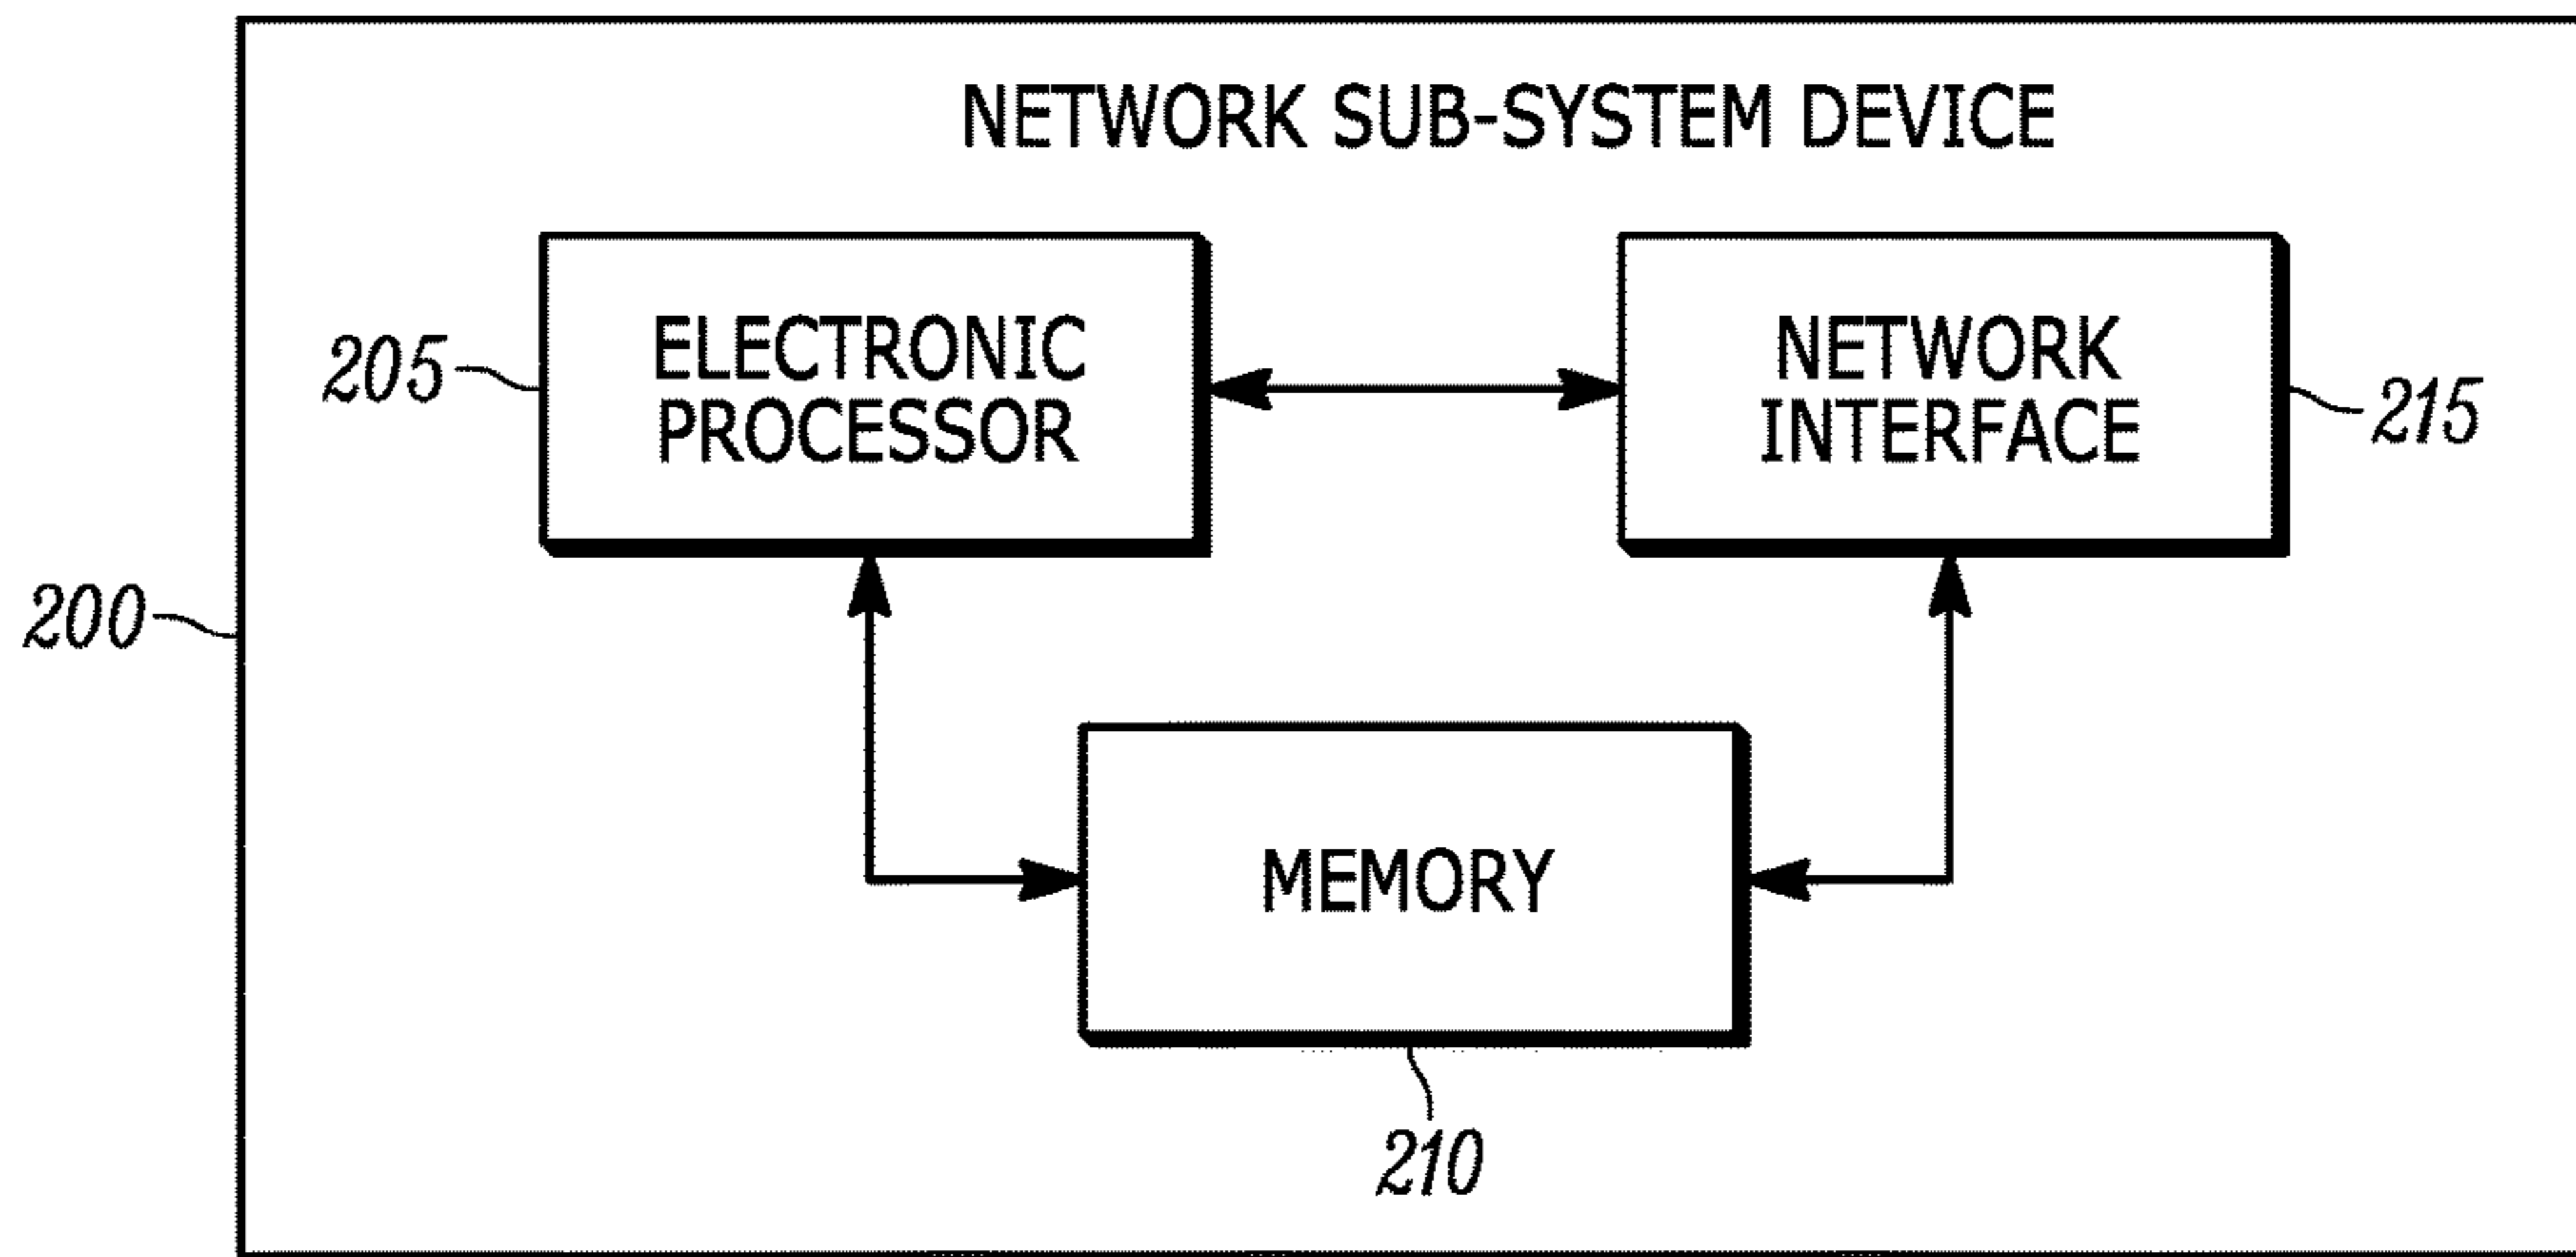 NETWORK SUB-SYSTEM DEVICE
ELECTRONIC
PROCESSOR
205
NETWORK
INTERFACE
215
200
MEMORY
210